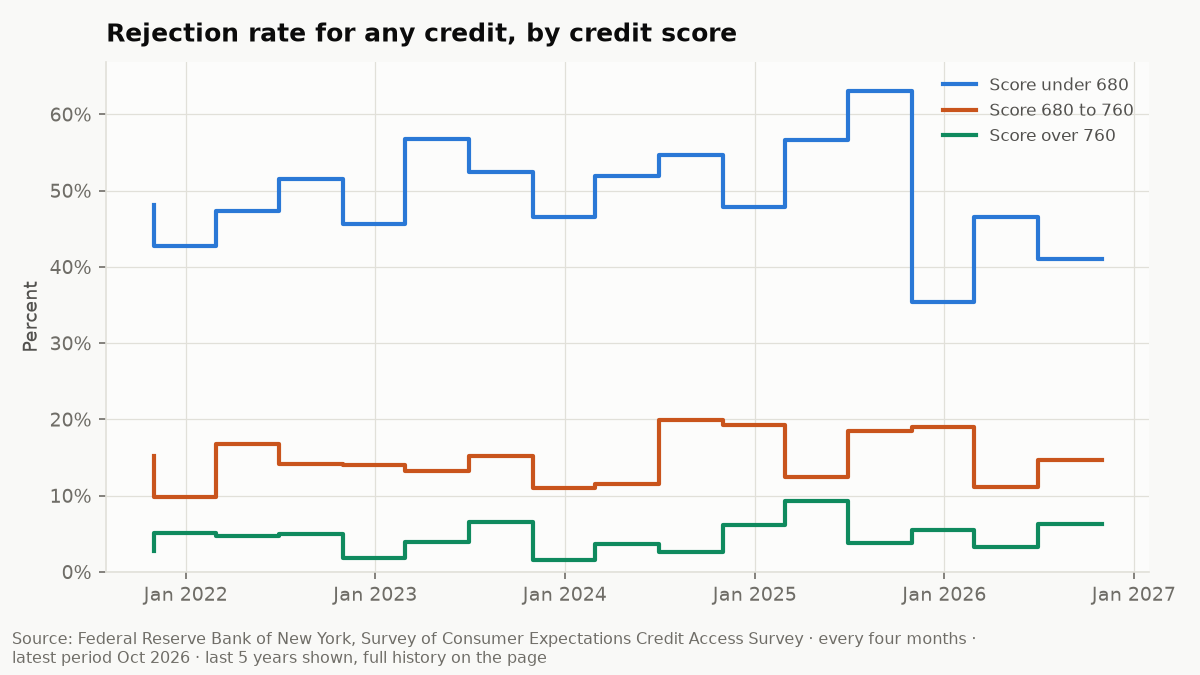 Rejection rate for any credit, by credit score
Score under 680
Score 680 to 760
Score over 760
Percent
60%
50%
40%
30%
20%
10%
0%
Jan 2022
Jan 2023
Jan 2024
Jan 2025
Jan 2026
Jan 2027
Source: Federal Reserve Bank of New York, Survey of Consumer Expectations Credit Access Survey · every four months ·
latest period Oct 2026 · last 5 years shown, full history on the page